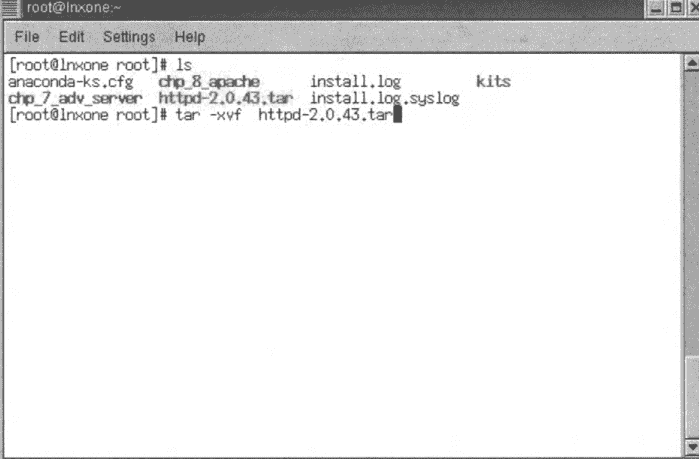 root@lnxone:~
File Edit Settings Help
[root@lnxone root]# ls
anaconda-ks.cfg chp_8_apache install.log kits
chp_7_adv_server httpd-2.0.43.tar install.log.syslog
[root@lnxone root]# tar -xvf httpd-2.0.43.tar